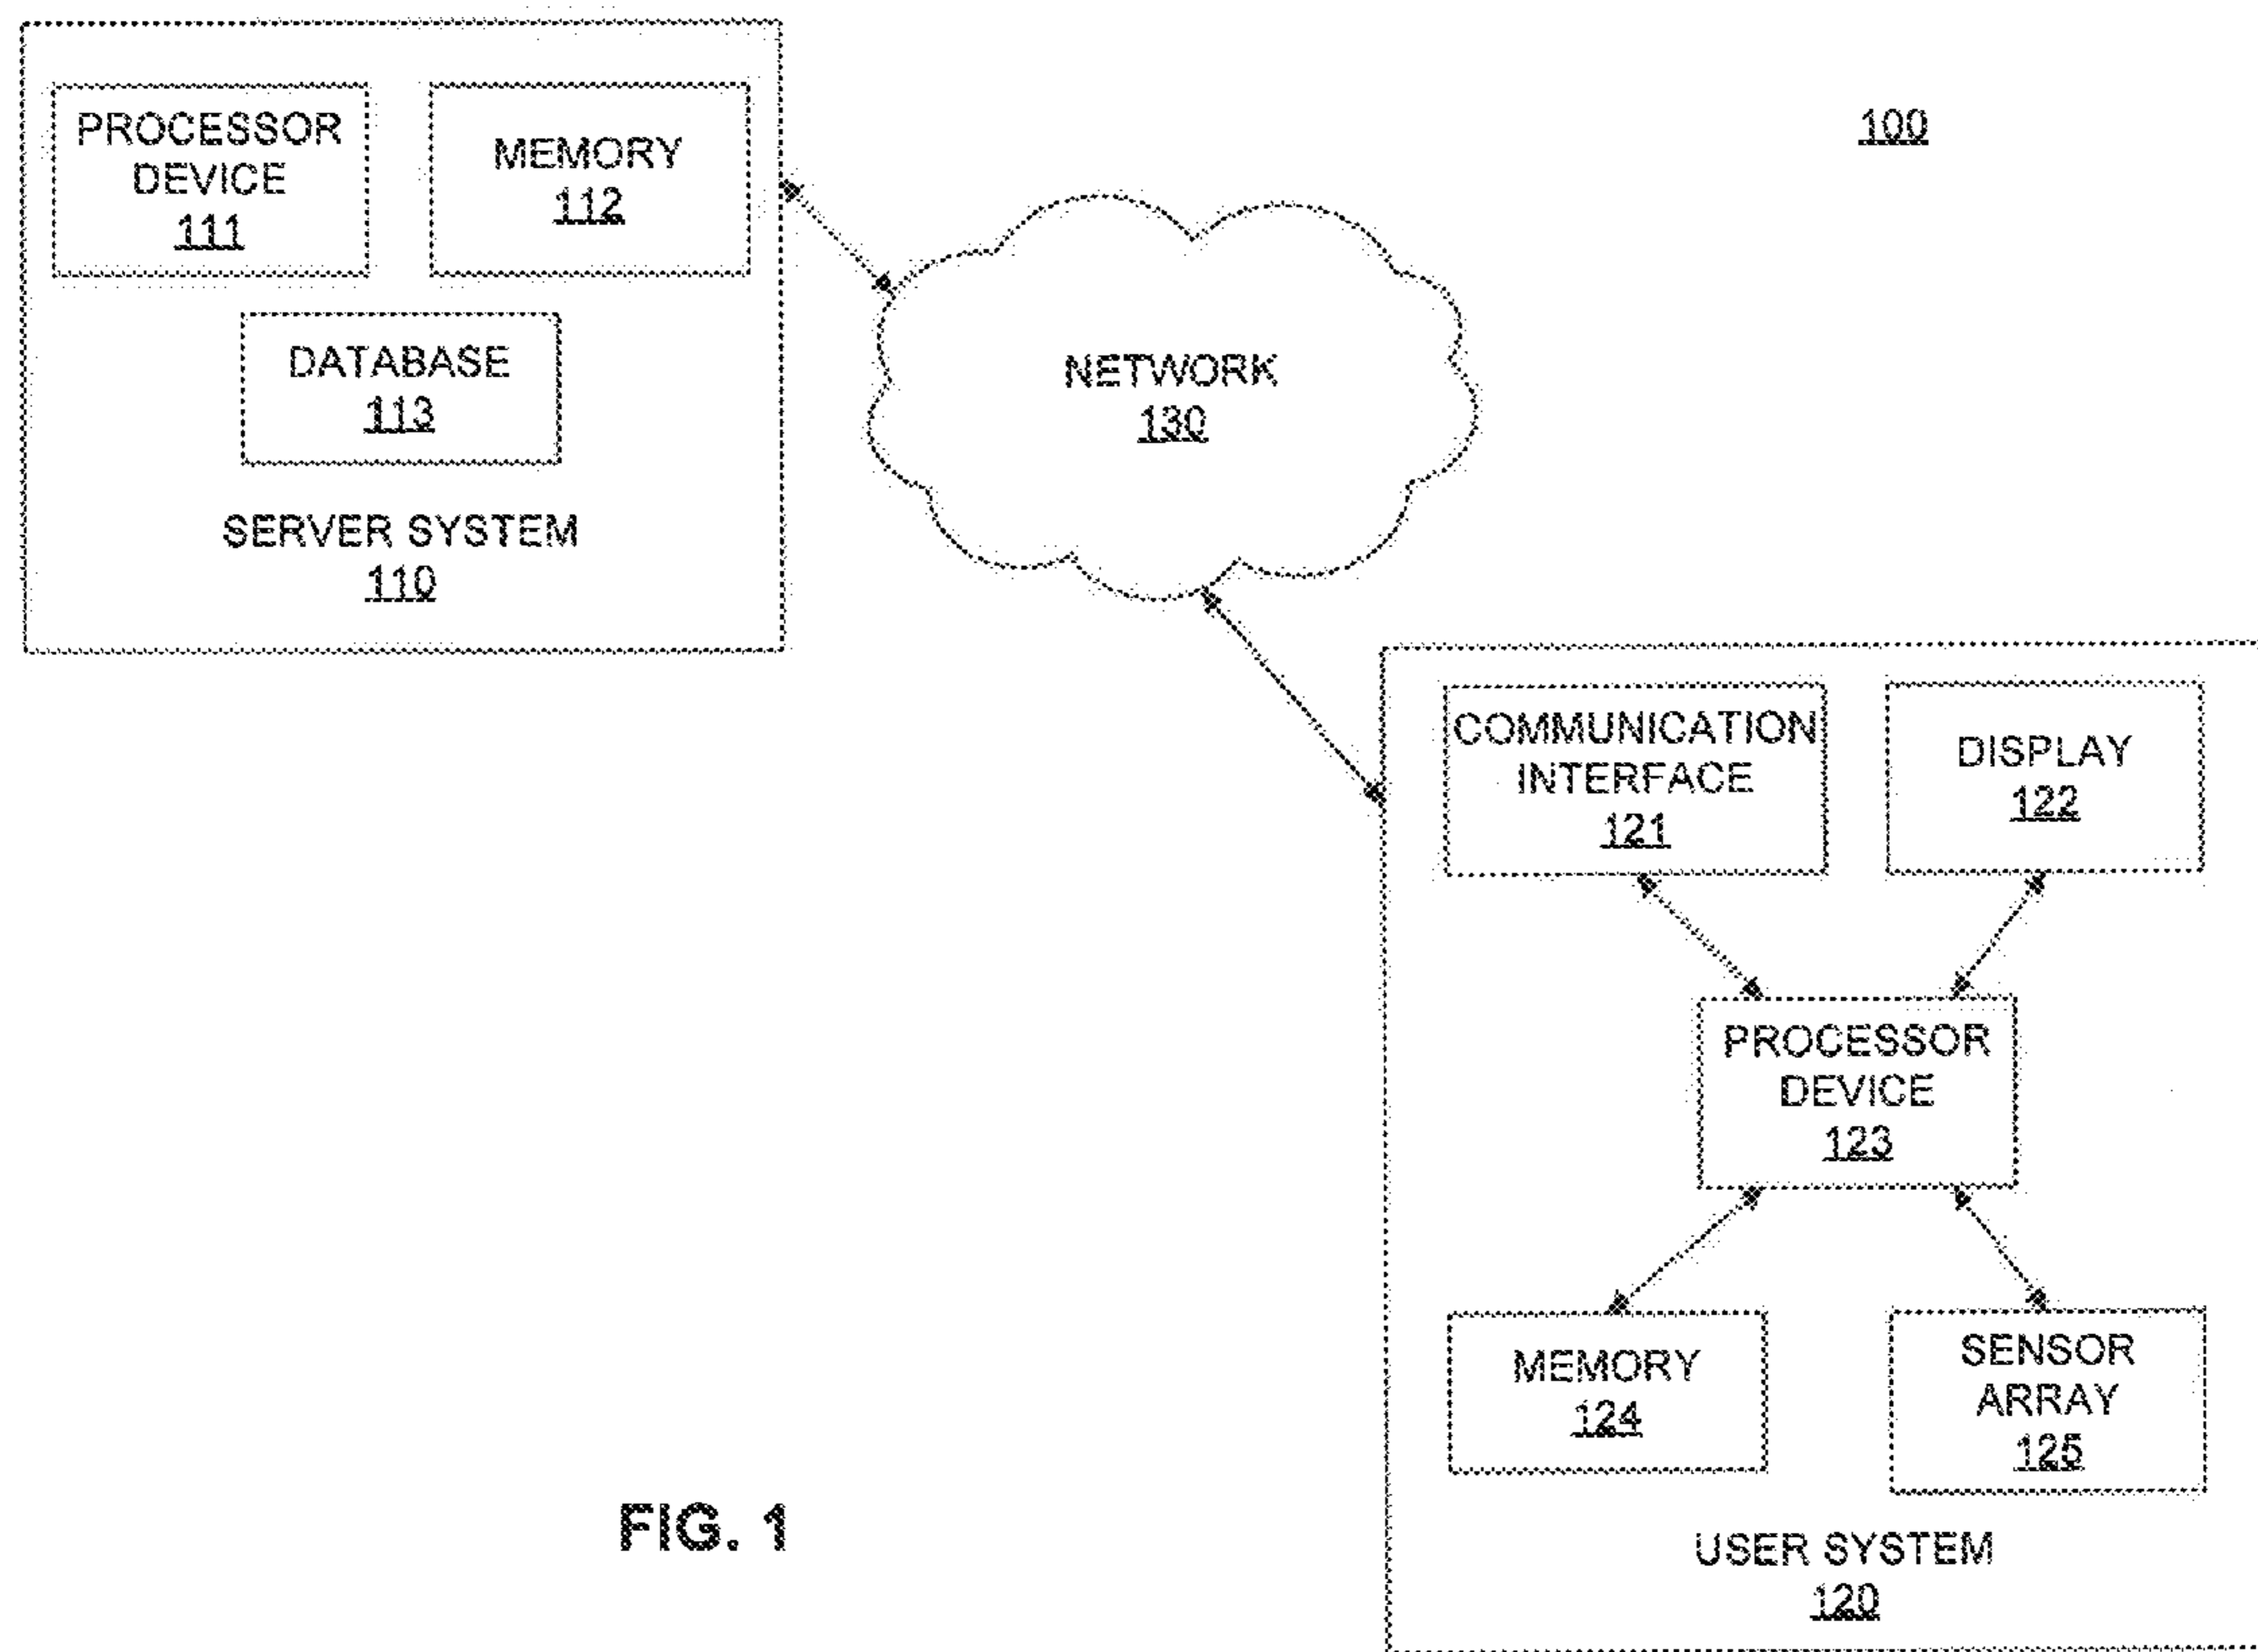 100
PROCESSOR
DEVICE
111
MEMORY
112
DATABASE
113
SERVER SYSTEM
110
NETWORK
130
COMMUNICATION
INTERFACE
121
DISPLAY
122
PROCESSOR
DEVICE
123
MEMORY
124
SENSOR
ARRAY
125
USER SYSTEM
120
FIG. 1